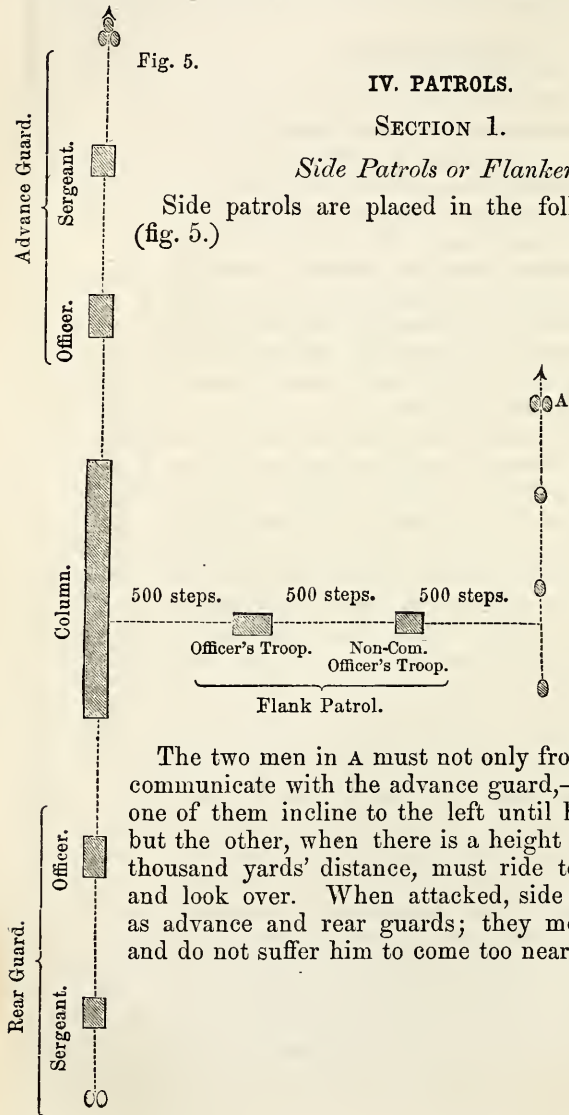 Fig. 5.
IV. PATROLS.
SECTION 1.
Side Patrols or Flanker
Side patrols are placed in the foll
(fig. 5.)
Advance Guard.
Sergeant.
Officer.
A
Column.
500 steps. 500 steps. 500 steps.
Officer's Troop. Non-Com.
Officer's Troop.
Flank Patrol.
The two men in A must not only fro
communicate with the advance guard,—
one of them incline to the left until
but the other, when there is a height
thousand yards' distance, must ride t
and look over. When attacked, side
as advance and rear guards; they m
and do not suffer him to come too near
Rear Guard.
Officer.
Sergeant.